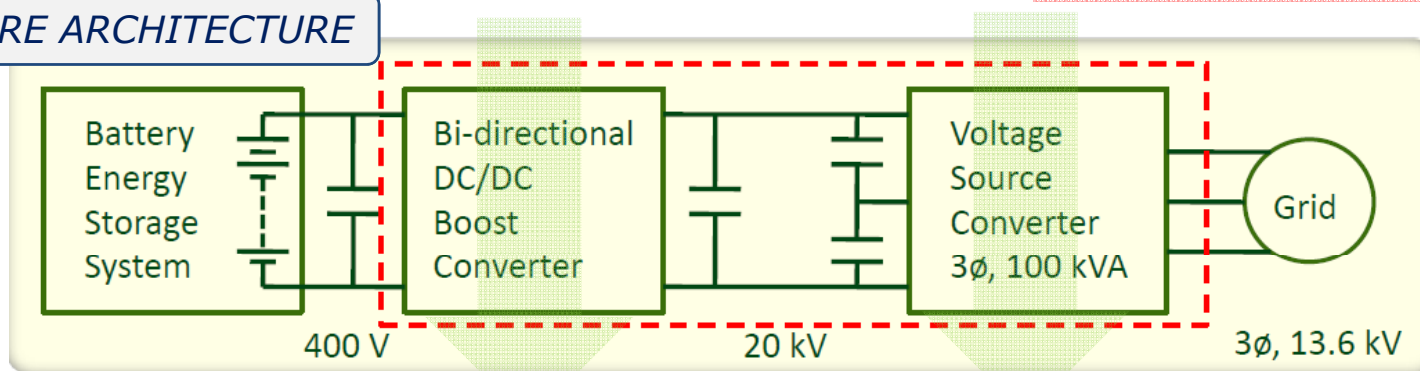 RE ARCHITECTURE
Battery
Energy
Storage
System
Bi-directional
DC/DC
Boost
Converter
Voltage
Source
Converter
3ø, 100 kVA
Grid
400 V
20 kV
3ø, 13.6 kV